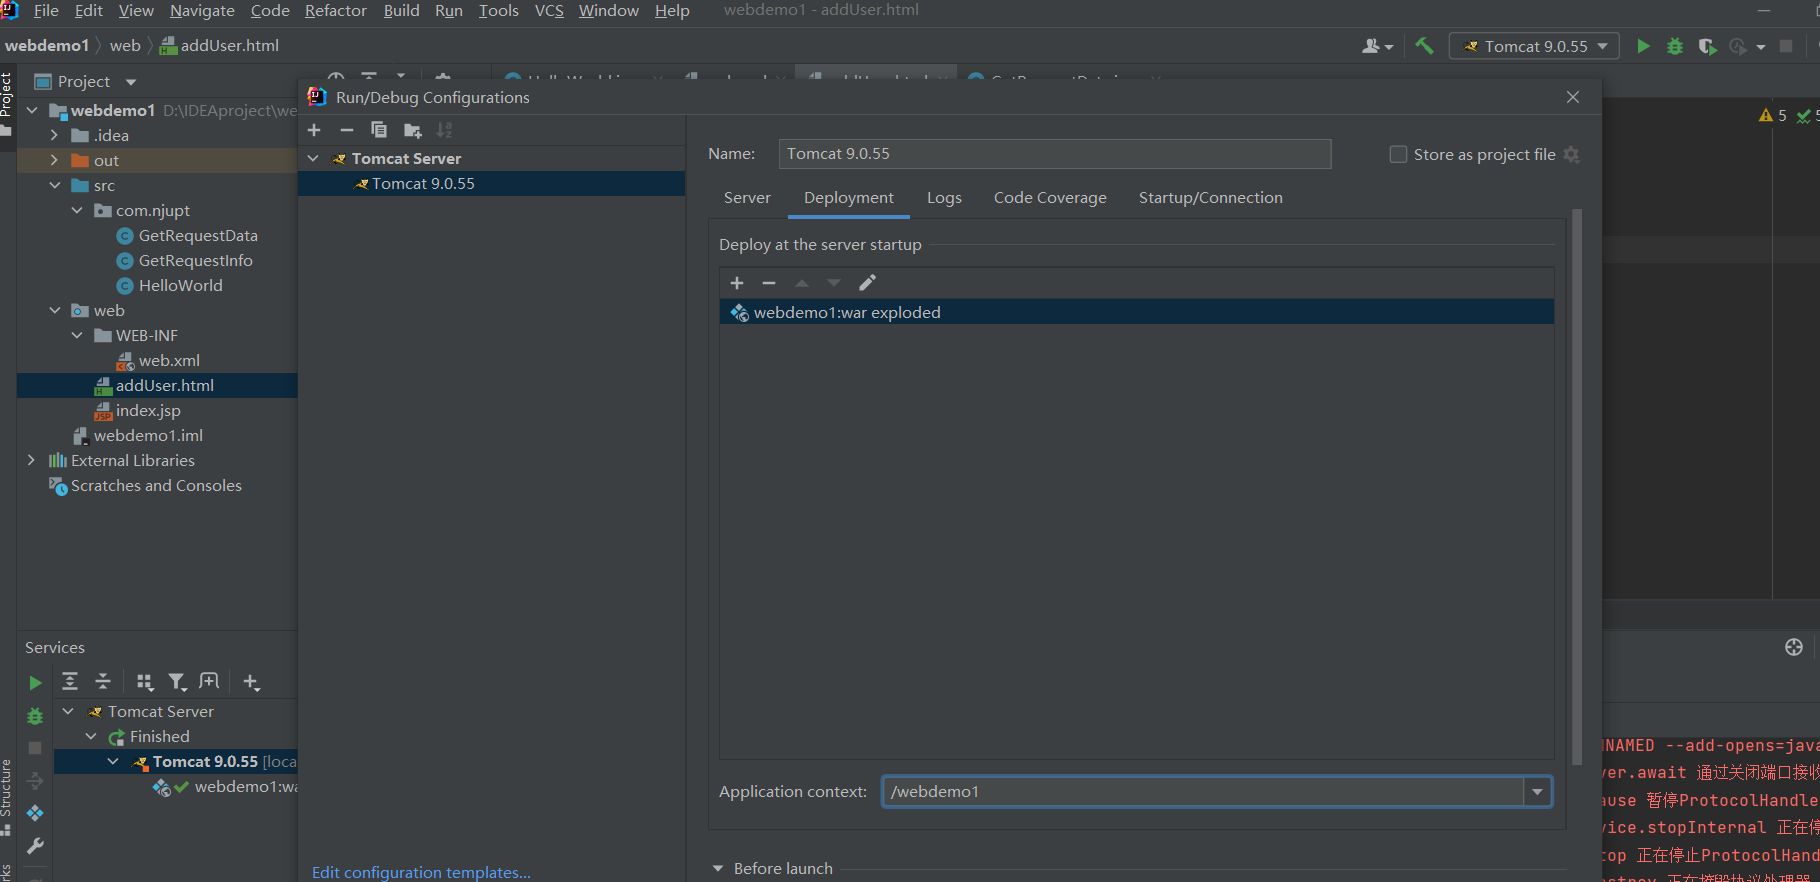 File Edit View Navigate Code Refactor Build Run Tools VCS Window Help webdemo1 - addUser.html
webdemo1 web addUser.html
Tomcat 9.0.55
Project
Project
webdemo1 D:\IDEAproject\we
.idea
out
src
com.njupt
GetRequestData
GetRequestInfo
HelloWorld
web
WEB-INF
web.xml
addUser.html
index.jsp
webdemo1.iml
External Libraries
Scratches and Consoles
Run/Debug Configurations
Tomcat Server
Tomcat 9.0.55
Edit configuration templates...
Name: Tomcat 9.0.55 Store as project file
Server Deployment Logs Code Coverage Startup/Connection
Deploy at the server startup
webdemo1:war exploded
Application context: /webdemo1
Before launch
5 5
Services
Tomcat Server
Finished
Tomcat 9.0.55 [loca
webdemo1:wa
Structure
NNAMED --add-opens=java
ver.await 通过关闭端口接收
ause 暂停ProtocolHandle
vice.stopInternal 正在停
top 正在停止ProtocolHand